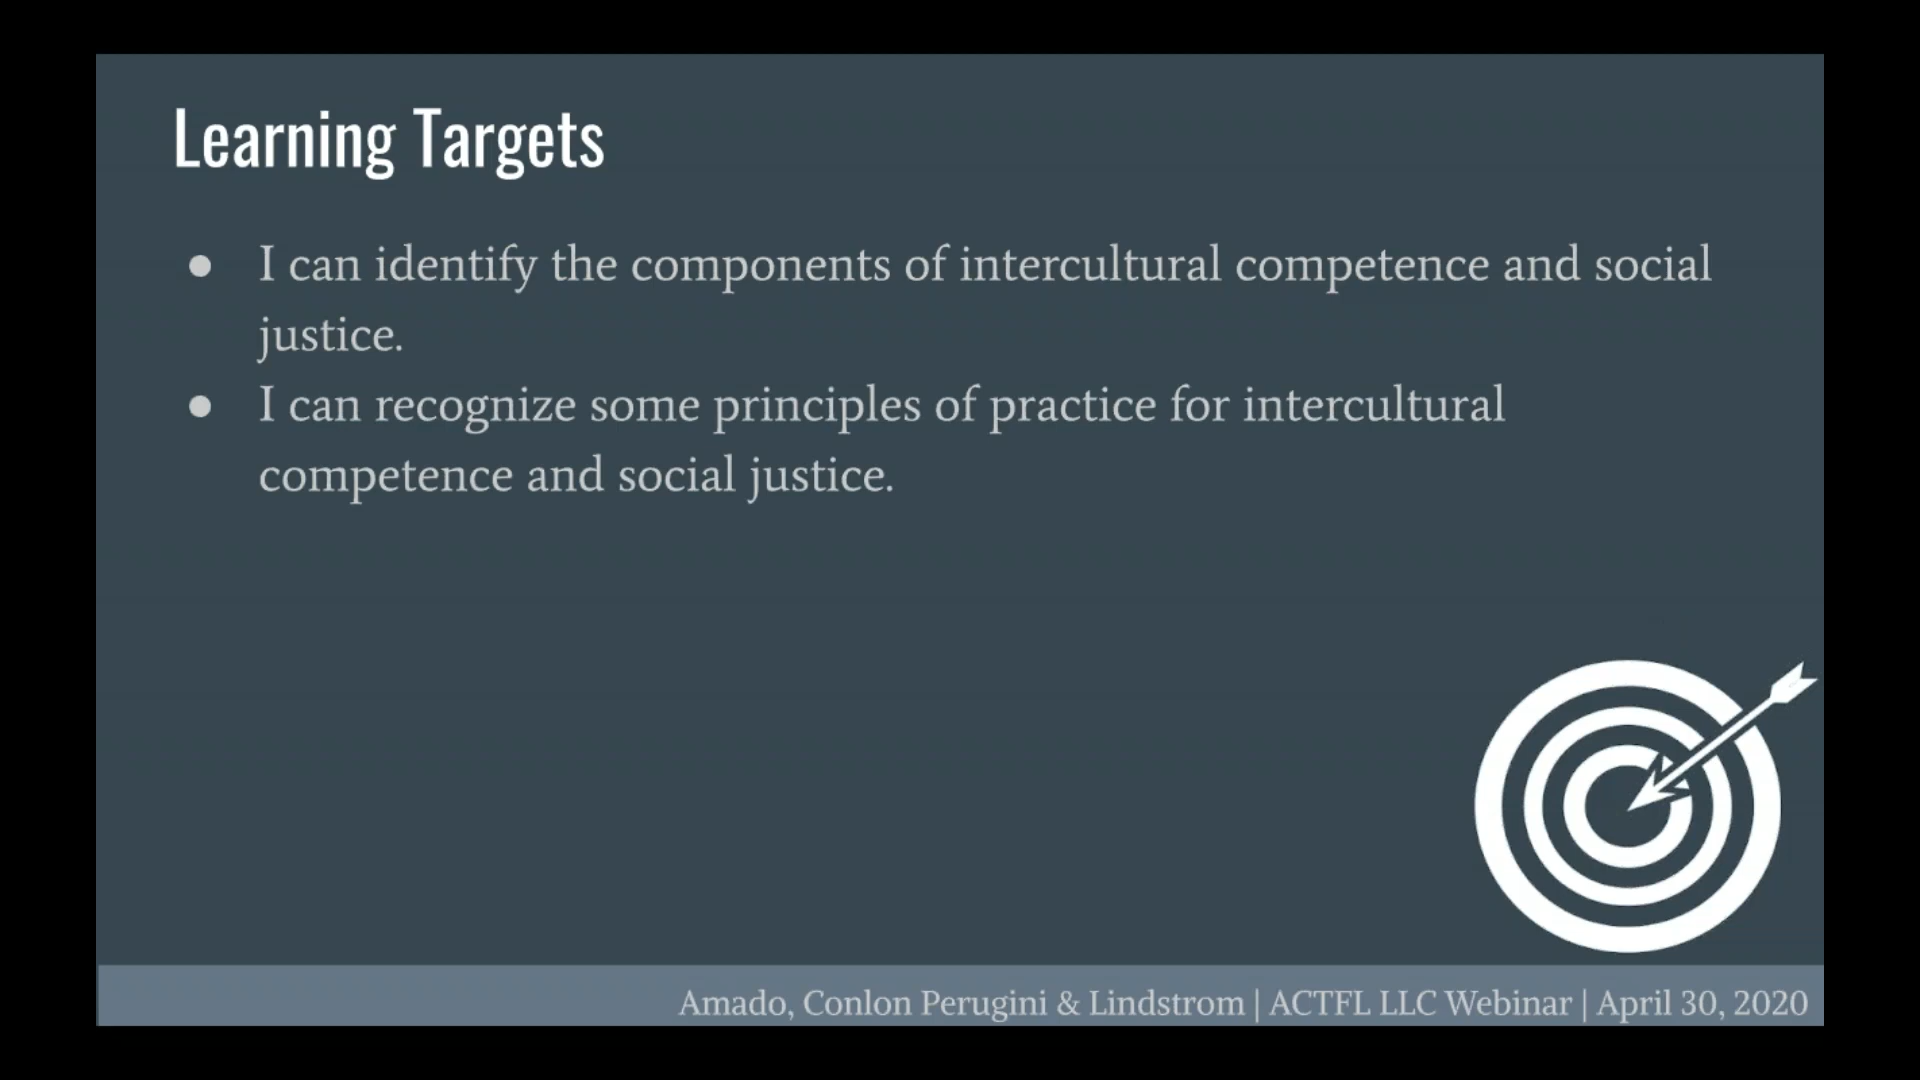 Learning Targets
● I can identify the components of intercultural competence and social
justice.
● I can recognize some principles of practice for intercultural
competence and social justice.
Amado, Conlon Perugini & Lindstrom | ACTFL LLC Webinar | April 30, 2020